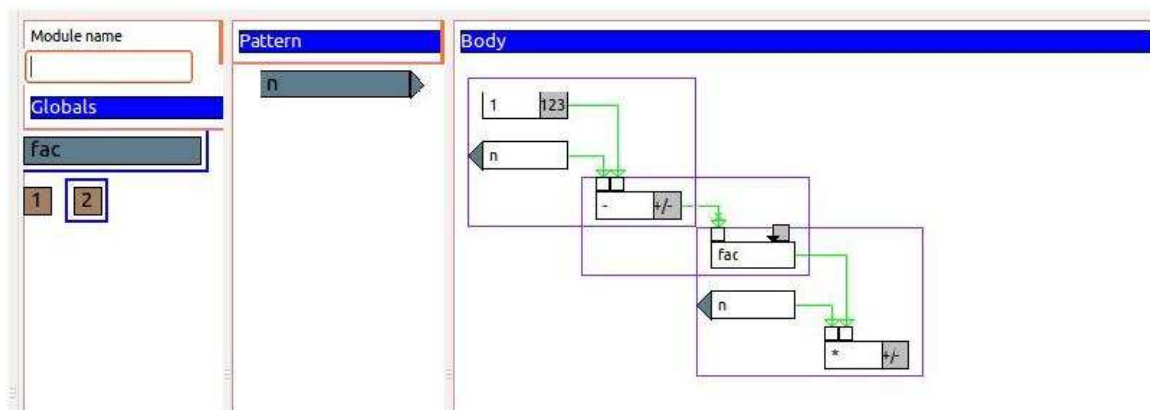 Module name
Globals
fac
1 2
Pattern
n
Body
1 123
n
- +/-
fac
n
* +/-